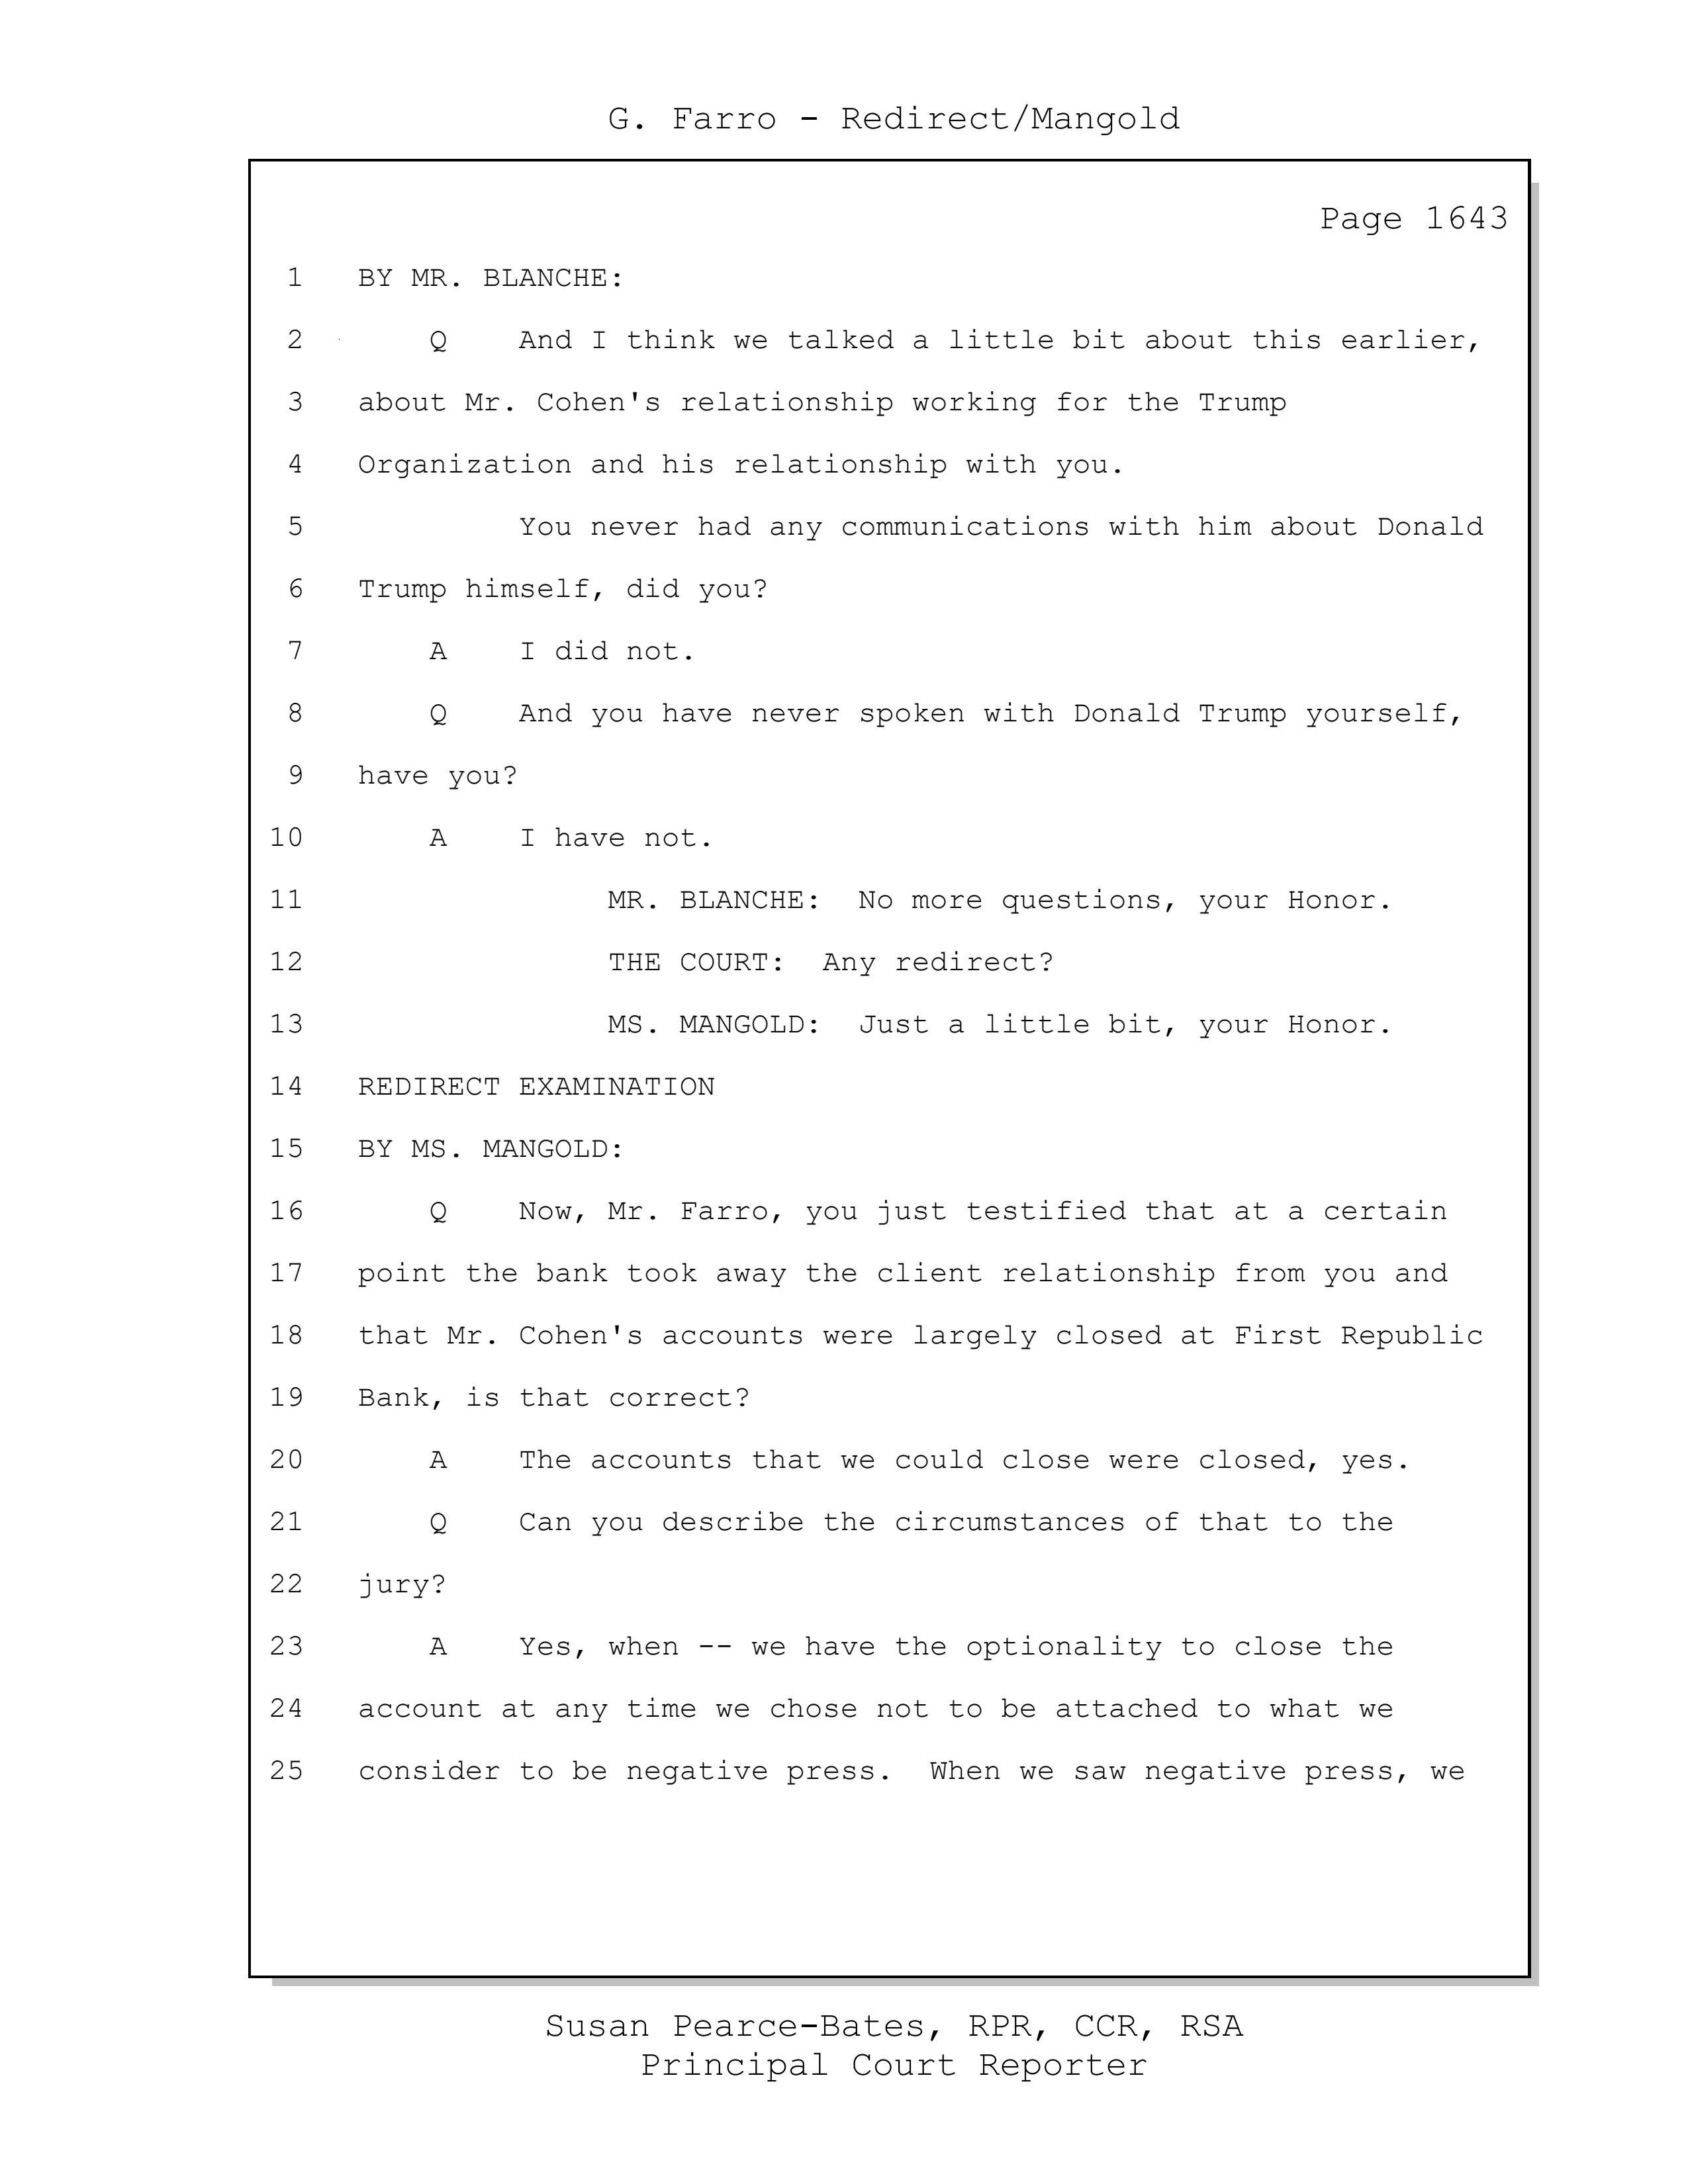 G. Farro - Redirect/Mangold
Page 1643
1 BY MR. BLANCHE:
2 Q And I think we talked a little bit about this earlier,
3 about Mr. Cohen's relationship working for the Trump
4 Organization and his relationship with you.
5 You never had any communications with him about Donald
6 Trump himself, did you?
7 A I did not.
8 Q And you have never spoken with Donald Trump yourself,
9 have you?
10 A I have not.
11 MR. BLANCHE: No more questions, your Honor.
12 THE COURT: Any redirect?
13 MS. MANGOLD: Just a little bit, your Honor.
14 REDIRECT EXAMINATION
15 BY MS. MANGOLD:
16 Q Now, Mr. Farro, you just testified that at a certain
17 point the bank took away the client relationship from you and
18 that Mr. Cohen's accounts were largely closed at First Republic
19 Bank, is that correct?
20 A The accounts that we could close were closed, yes.
21 Q Can you describe the circumstances of that to the
22 jury?
23 A Yes, when -- we have the optionality to close the
24 account at any time we chose not to be attached to what we
25 consider to be negative press. When we saw negative press, we
Susan Pearce-Bates, RPR, CCR, RSA
Principal Court Reporter